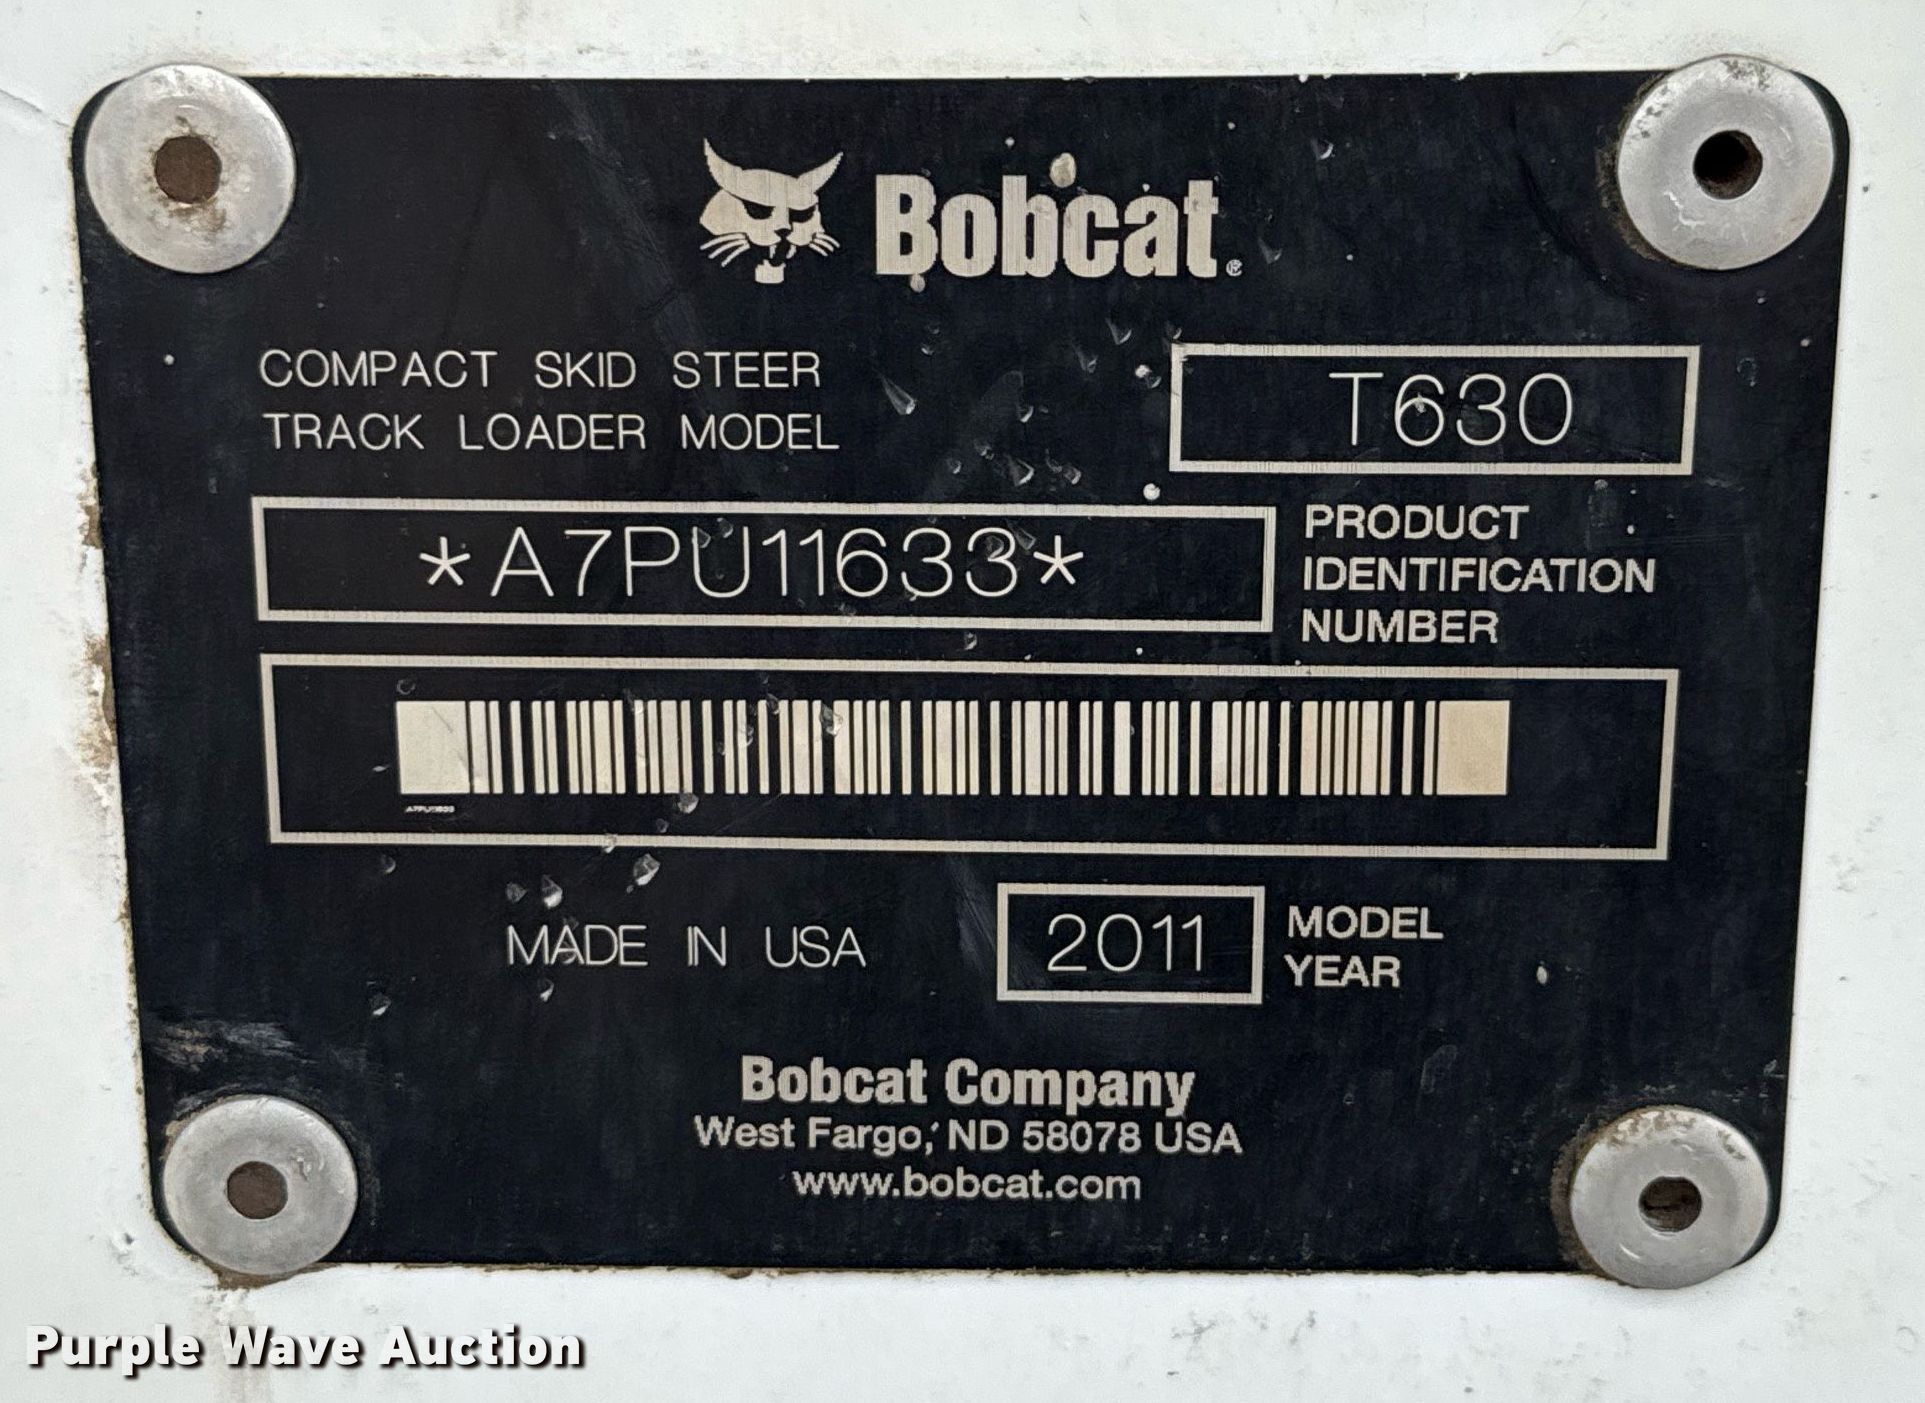 Bobcat®
COMPACT SKID STEER
TRACK LOADER MODEL
T630
*A7PU11633*
PRODUCT
IDENTIFICATION
NUMBER
A7PU11633
MADE IN USA
2011
MODEL
YEAR
Bobcat Company
West Fargo, ND 58078 USA
www.bobcat.com
Purple Wave Auction